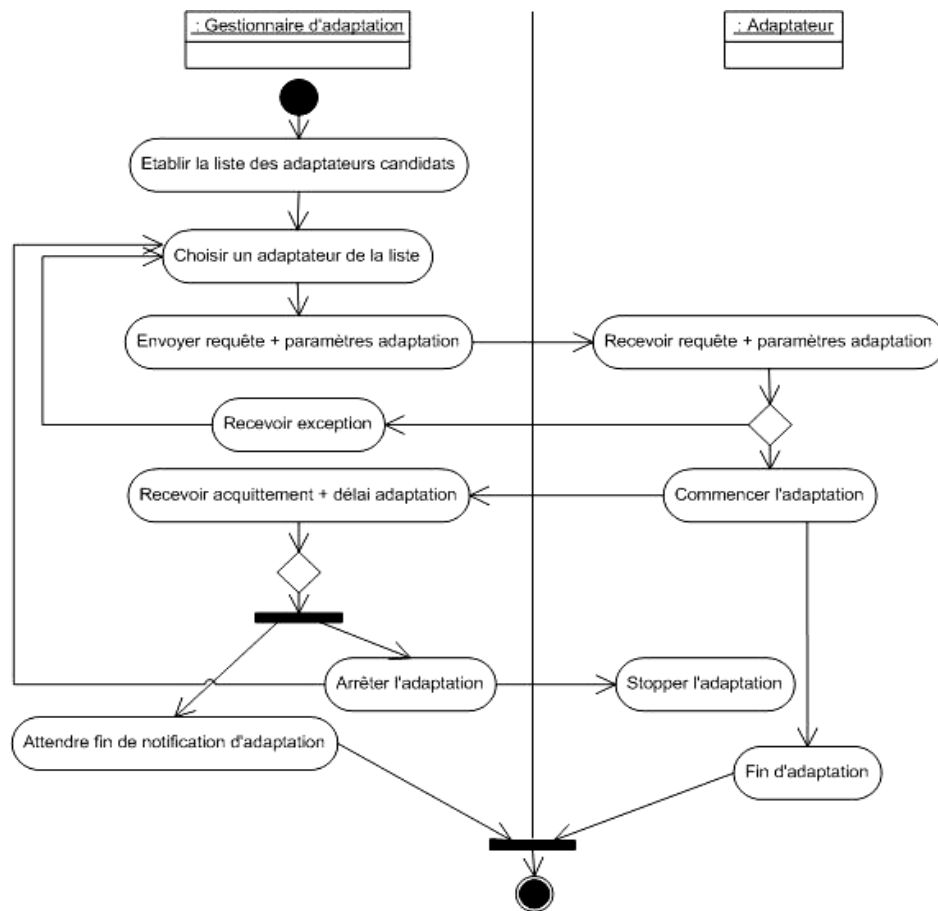 : Gestionnaire d'adaptation
: Adaptateur
Etablir la liste des adaptateurs candidats
Choisir un adaptateur de la liste
Envoyer requête + paramètres adaptation
Recevoir requête + paramètres adaptation
Recevoir exception
Recevoir acquittement + délai adaptation
Commencer l'adaptation
Arrêter l'adaptation
Stopper l'adaptation
Attendre fin de notification d'adaptation
Fin d'adaptation